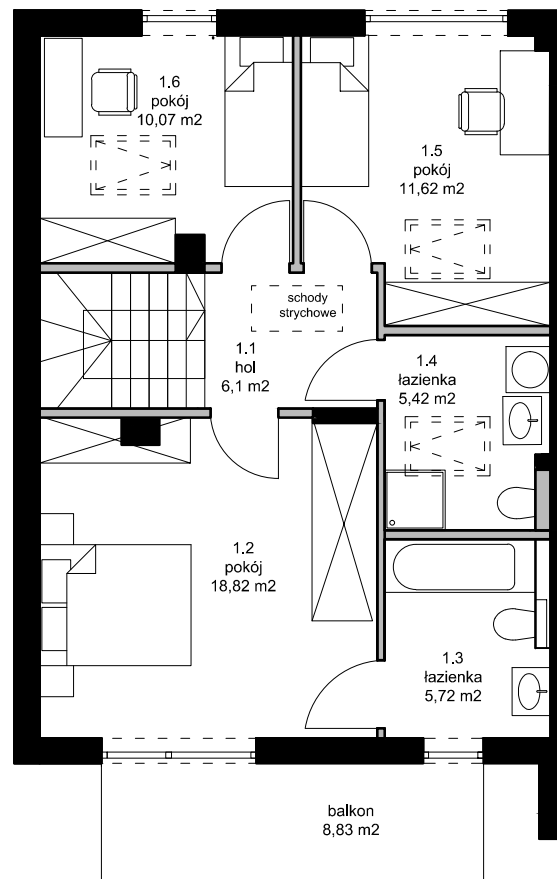 1.6
pokój
10,07 m2
1.5
pokój
11,62 m2
schody
strychowe
1.1
hol
6,1 m2
1.4
łazienka
5,42 m2
1.2
pokój
18,82 m2
1.3
łazienka
5,72 m2
balkon
8,83 m2